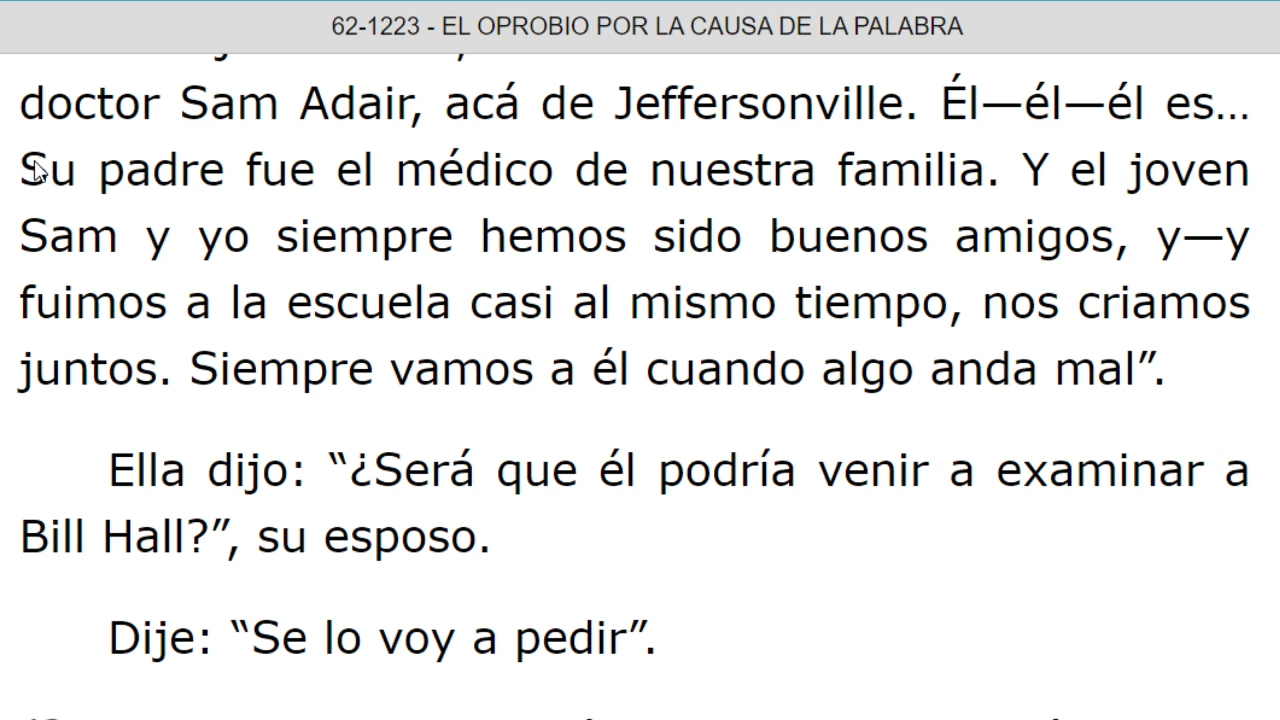 62-1223 - EL OPROBIO POR LA CAUSA DE LA PALABRA
doctor Sam Adair, acá de Jeffersonville. Él—él—él es...
Su padre fue el médico de nuestra familia. Y el joven
Sam y yo siempre hemos sido buenos amigos, y—y
fuimos a la escuela casi al mismo tiempo, nos criamos
juntos. Siempre vamos a él cuando algo anda mal”.
Ella dijo: “¿Será que él podría venir a examinar a
Bill Hall?”, su esposo.
Dije: “Se lo voy a pedir”.